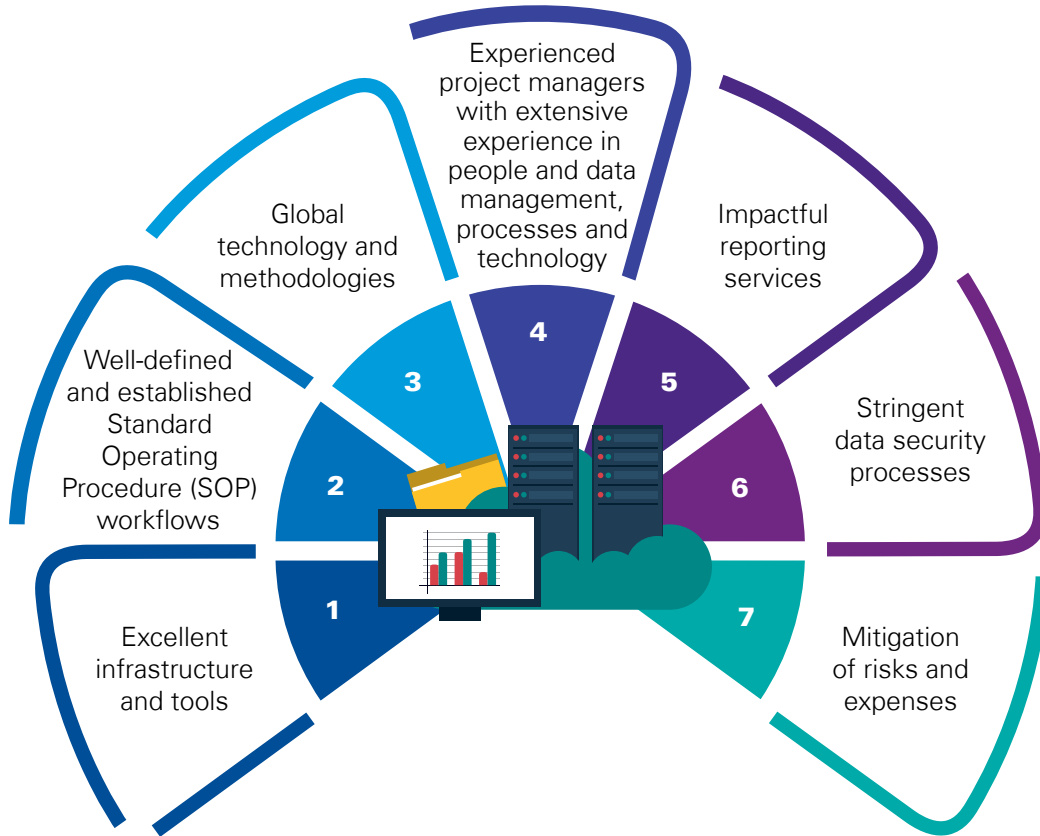 1
Excellent
infrastructure
and tools
2
Well-defined
and established
Standard
Operating
Procedure (SOP)
workflows
3
Global
technology and
methodologies
4
Experienced
project managers
with extensive
experience in
people and data
management,
processes and
technology
5
Impactful
reporting
services
6
Stringent
data security
processes
7
Mitigation
of risks and
expenses